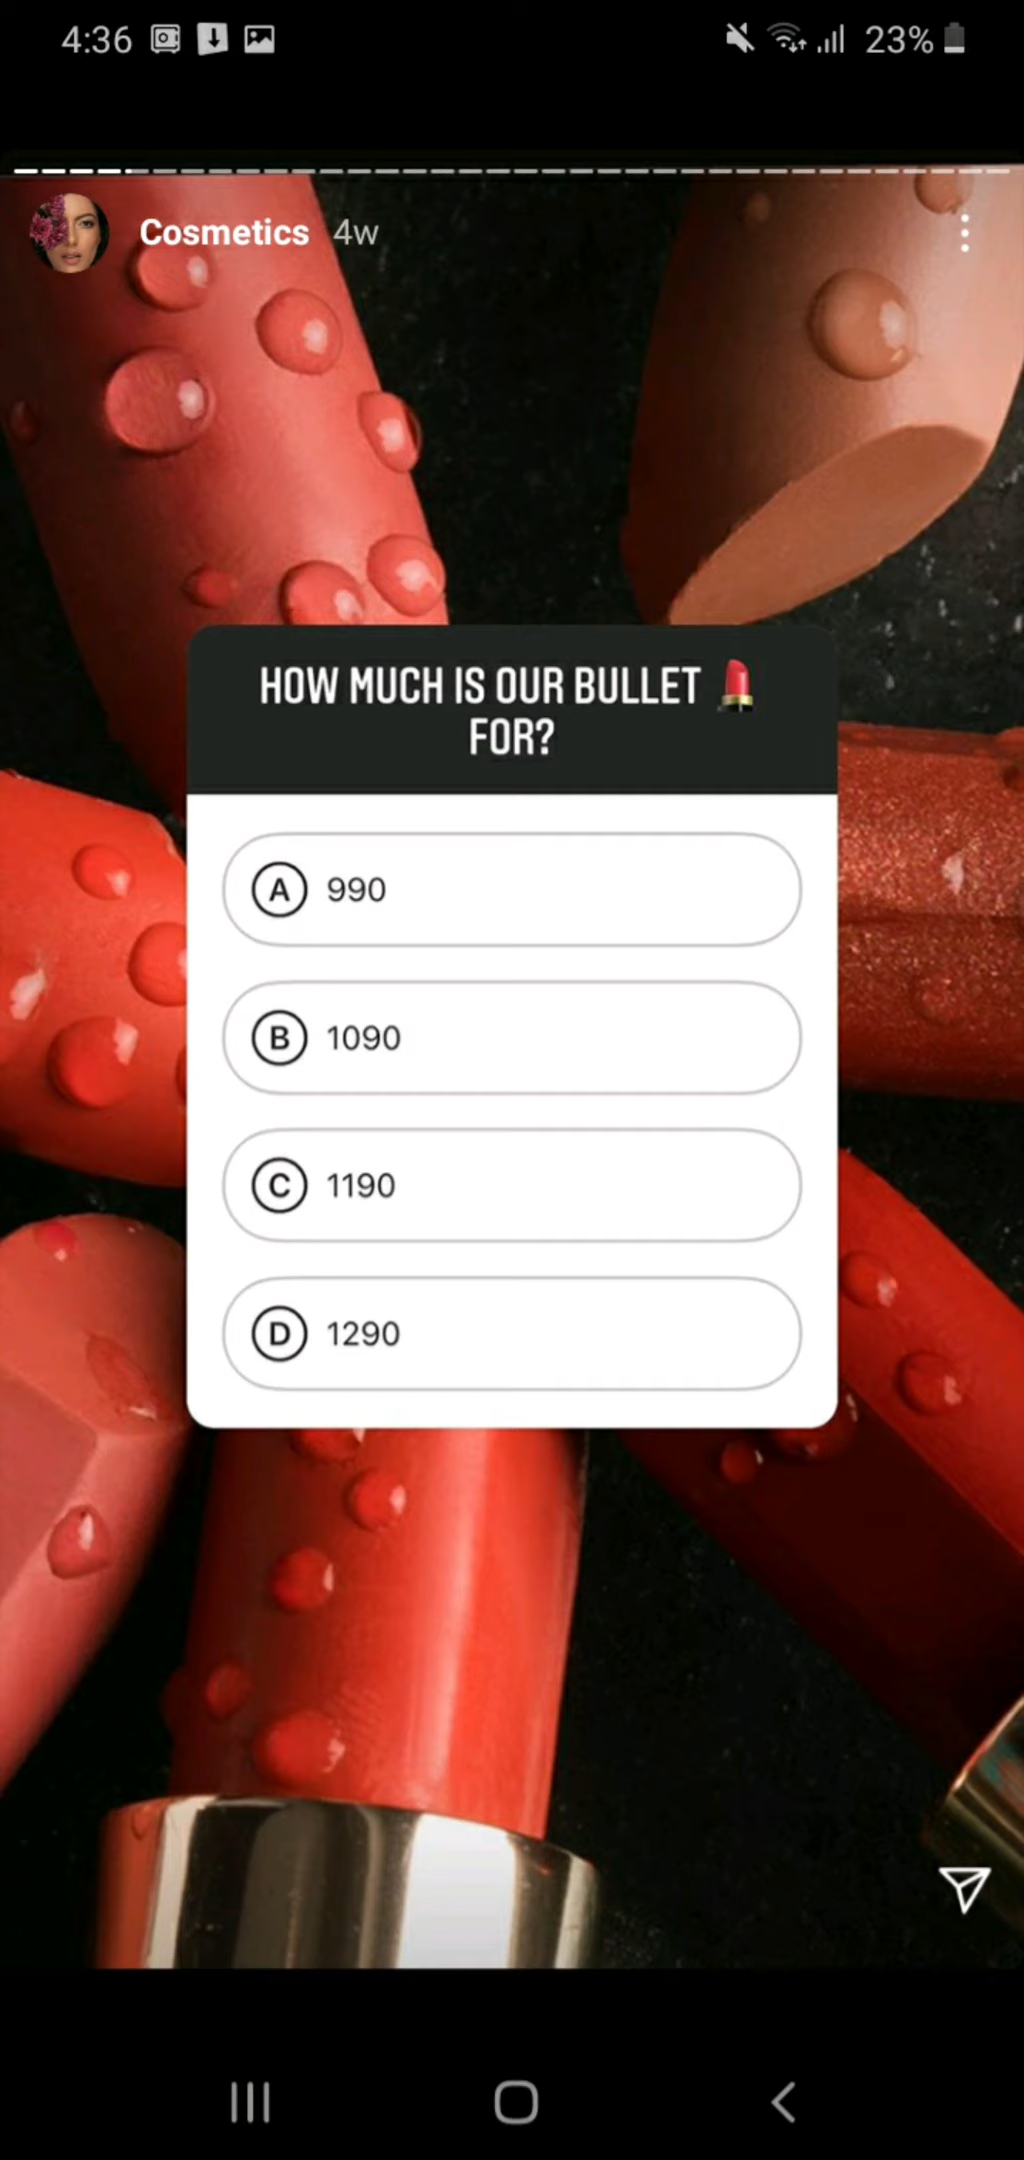 4:36
23%
Cosmetics 4w
HOW MUCH IS OUR BULLET 💄
FOR?
A 990
B 1090
C 1190
D 1290